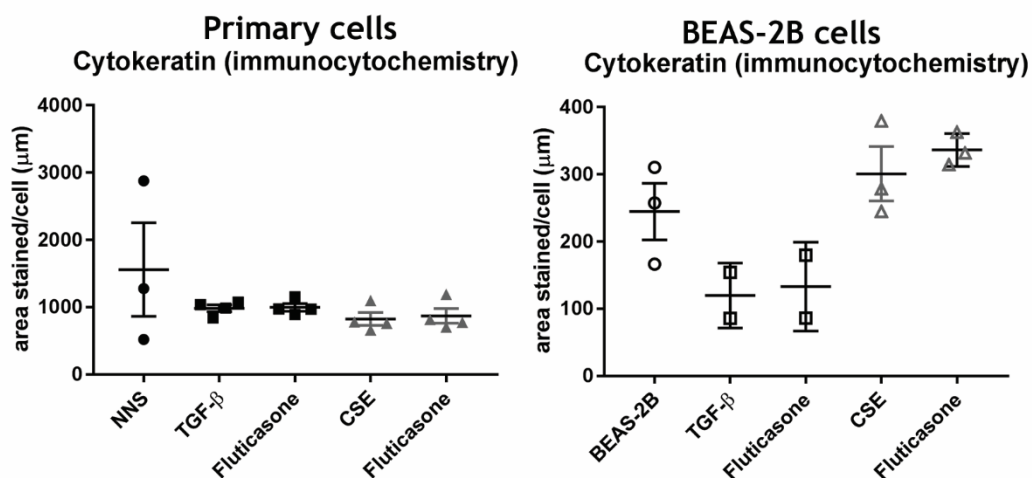 Primary cells
Cytokeratin (immunocytochemistry)
area stained/cell (μm)
4000
3000
2000
1000
0
NNS
TGF-β
Fluticasone
CSE
Fluticasone
BEAS-2B cells
Cytokeratin (immunocytochemistry)
area stained/cell (μm)
400
300
200
100
0
BEAS-2B
TGF-β
Fluticasone
CSE
Fluticasone